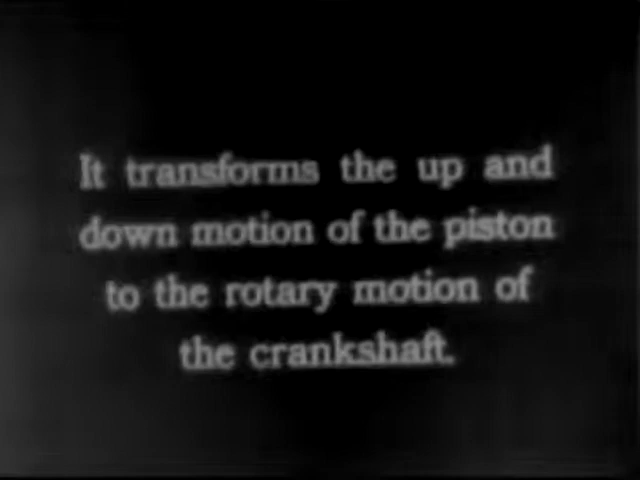 It transforms the up and
down motion of the piston
to the rotary motion of
the crankshaft.